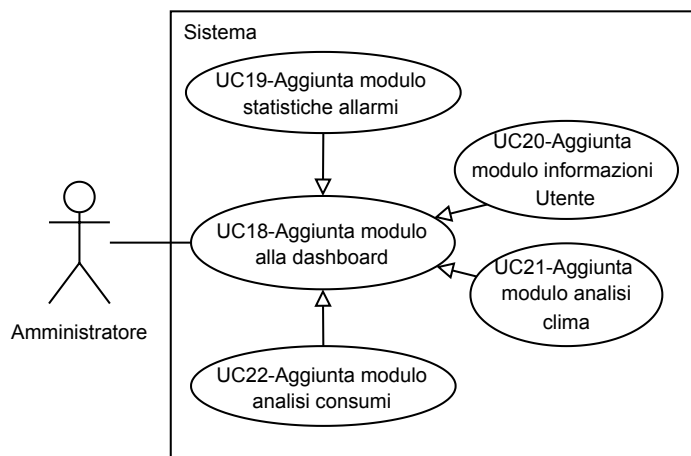 Sistema
UC19-Aggiunta modulo
statistiche allarmi
UC20-Aggiunta
modulo informazioni
Utente
UC18-Aggiunta modulo
alla dashboard
UC21-Aggiunta
modulo analisi
clima
Amministratore
UC22-Aggiunta modulo
analisi consumi